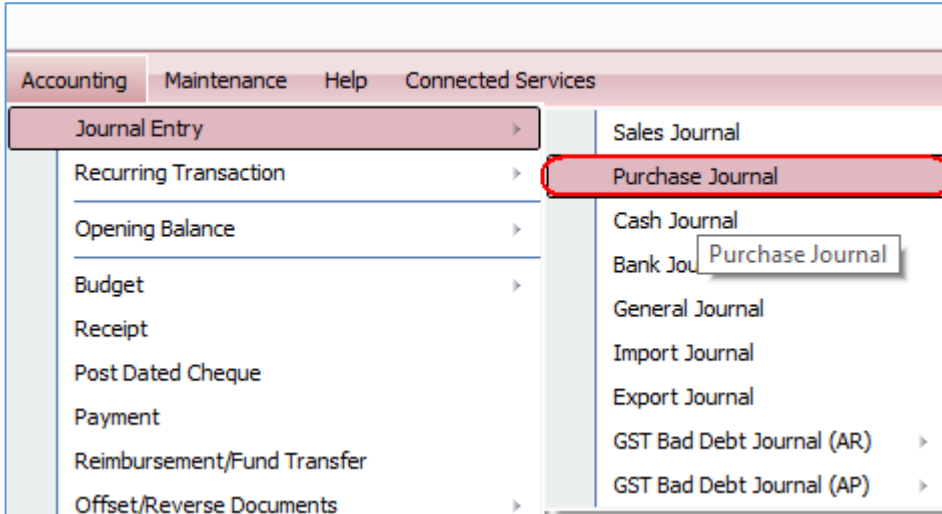 Accounting Maintenance Help Connected Services
Journal Entry
Recurring Transaction
Opening Balance
Budget
Receipt
Post Dated Cheque
Payment
Reimbursement/Fund Transfer
Offset/Reverse Documents
Sales Journal
Purchase Journal
Cash Journal
Bank Jou
Purchase Journal
General Journal
Import Journal
Export Journal
GST Bad Debt Journal (AR)
GST Bad Debt Journal (AP)